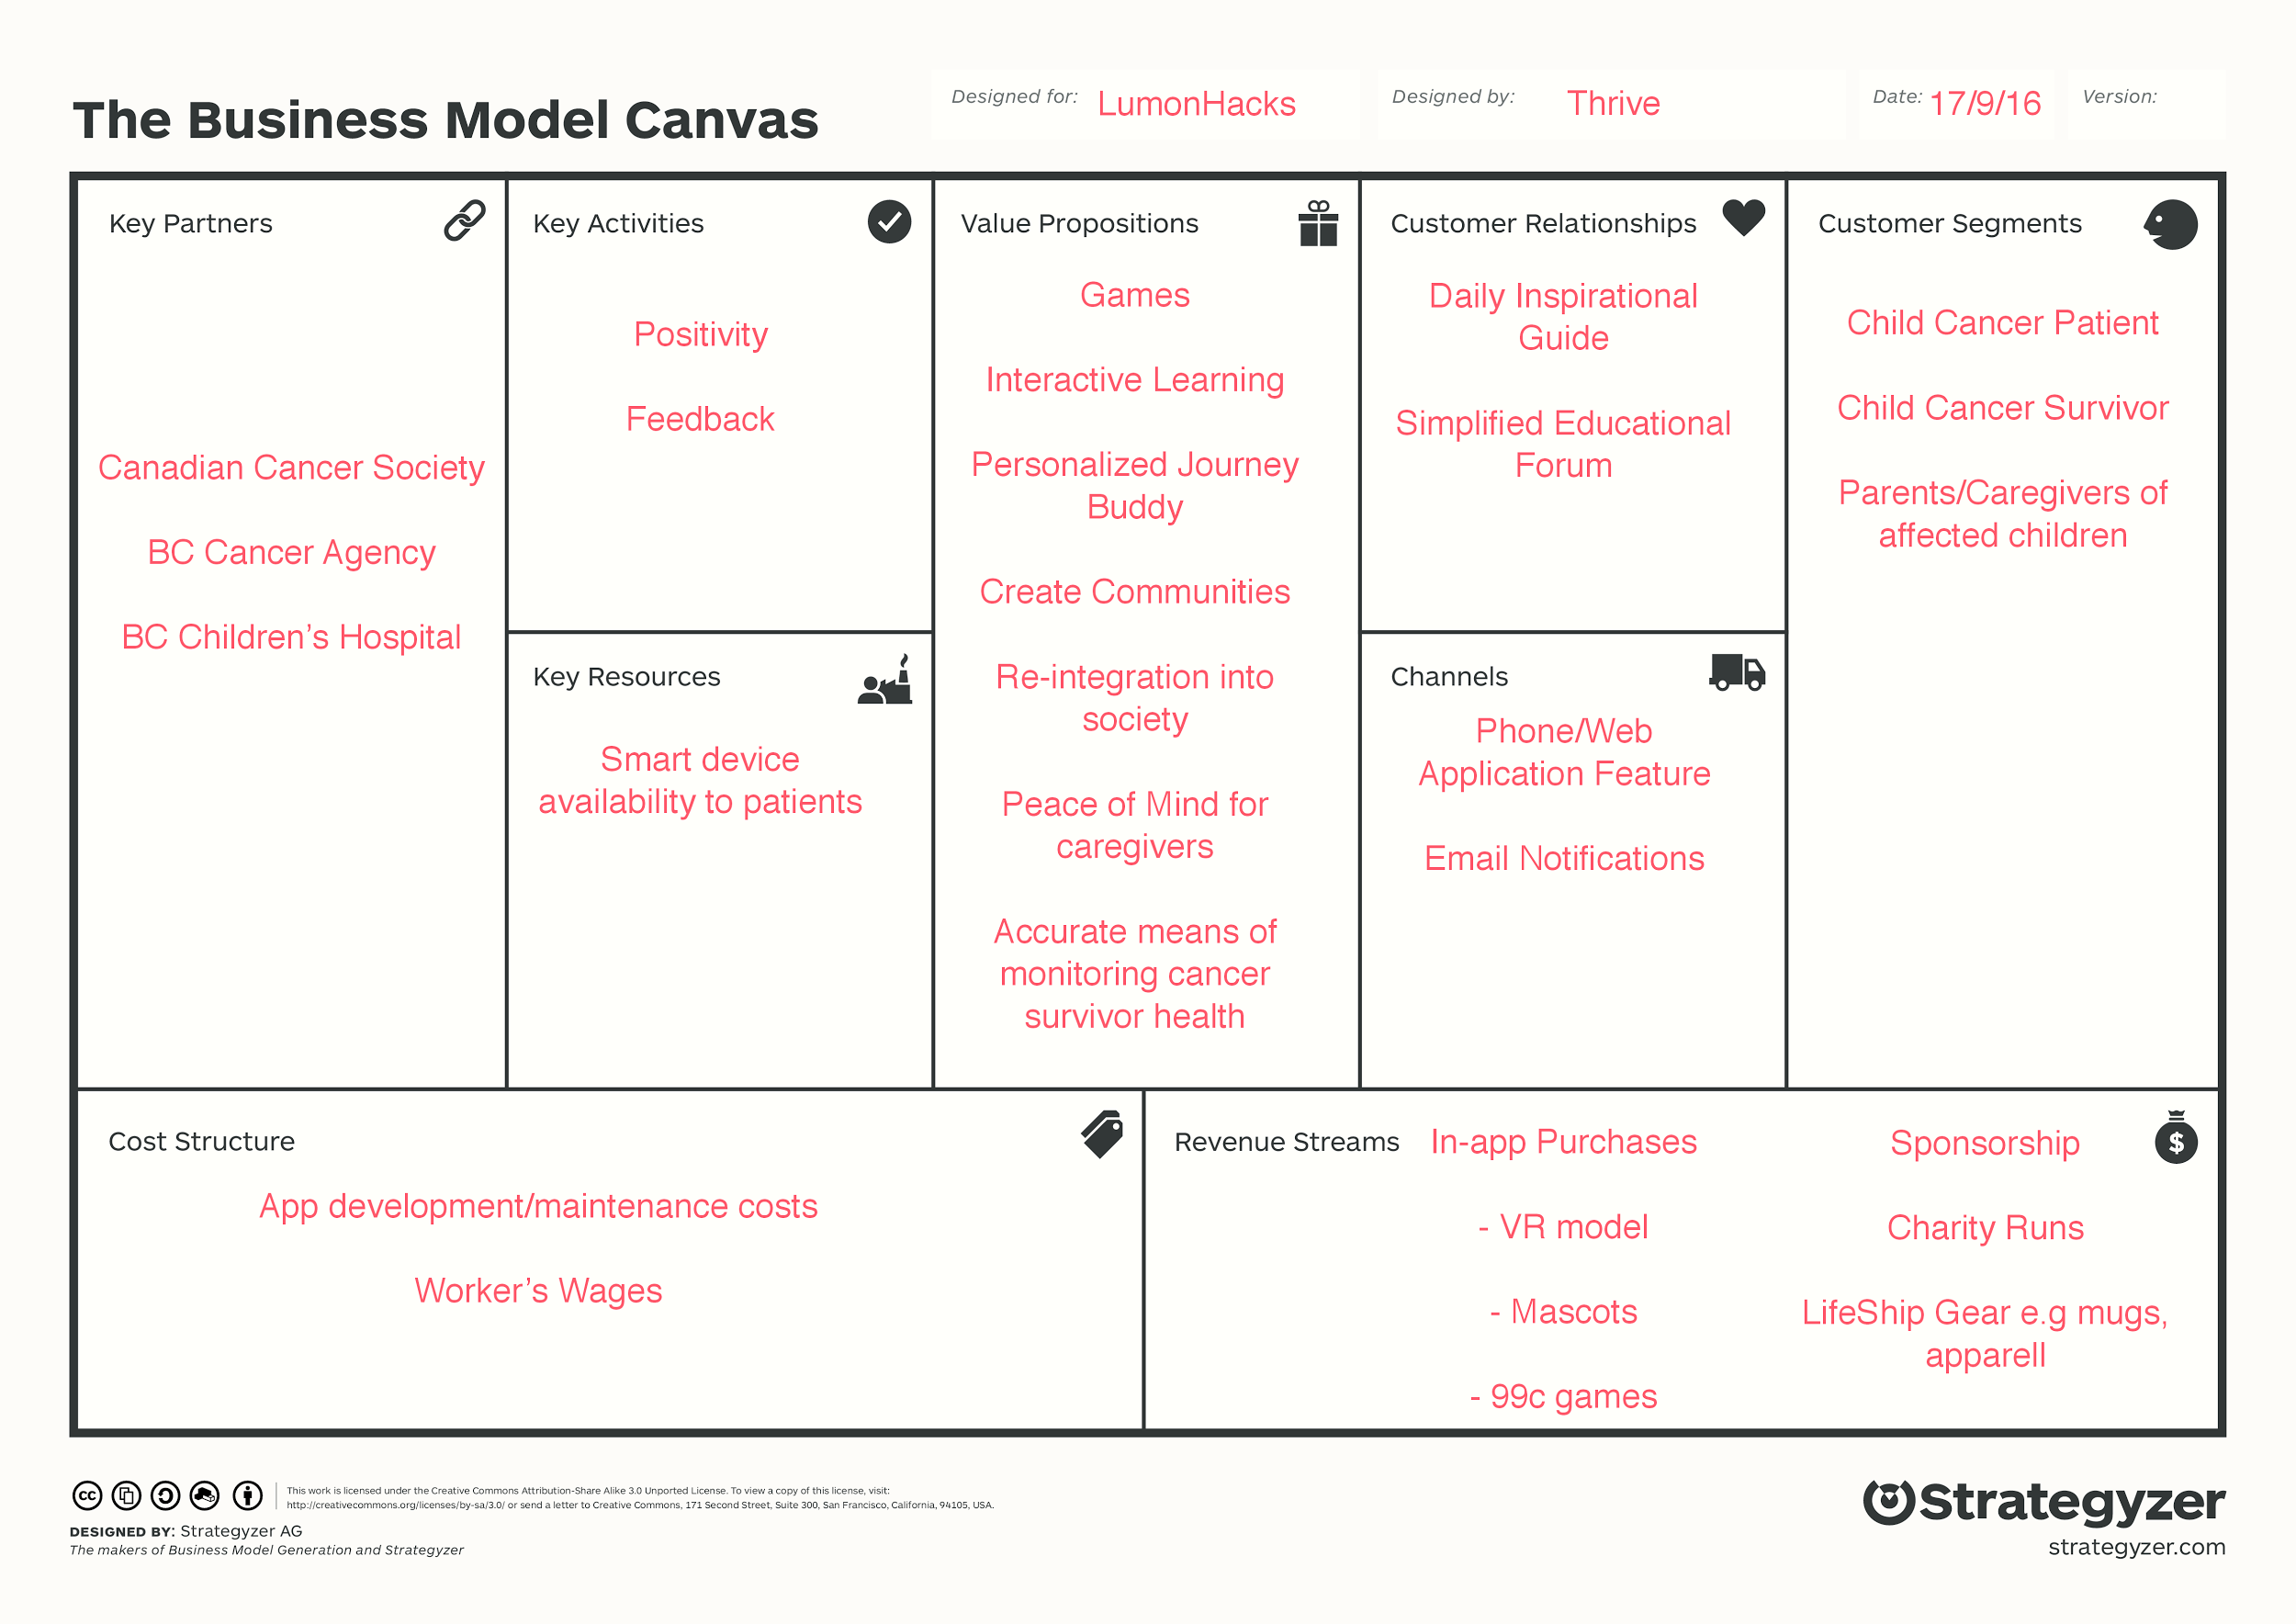 The Business Model Canvas
Designed for: LumonHacks
Designed by: Thrive
Date: 17/9/16
Version:
Key Partners
Canadian Cancer Society
BC Cancer Agency
BC Children’s Hospital
Key Activities
Positivity
Feedback
Key Resources
Smart device
availability to patients
Value Propositions
Games
Interactive Learning
Personalized Journey
Buddy
Create Communities
Re-integration into
society
Peace of Mind for
caregivers
Accurate means of
monitoring cancer
survivor health
Customer Relationships
Daily Inspirational
Guide
Simplified Educational
Forum
Channels
Phone/Web
Application Feature
Email Notifications
Customer Segments
Child Cancer Patient
Child Cancer Survivor
Parents/Caregivers of
affected children
Cost Structure
App development/maintenance costs
Worker’s Wages
Revenue Streams
In-app Purchases
- VR model
- Mascots
- 99c games
Sponsorship
Charity Runs
LifeShip Gear e.g mugs,
apparell
$
cc
This work is licensed under the Creative Commons Attribution-Share Alike 3.0 Unported License. To view a copy of this license, visit:
http://creativecommons.org/licenses/by-sa/3.0/ or send a letter to Creative Commons, 171 Second Street, Suite 300, San Francisco, California, 94105, USA.
DESIGNED BY: Strategyzer AG
The makers of Business Model Generation and Strategyzer
Strategyzer
strategyzer.com